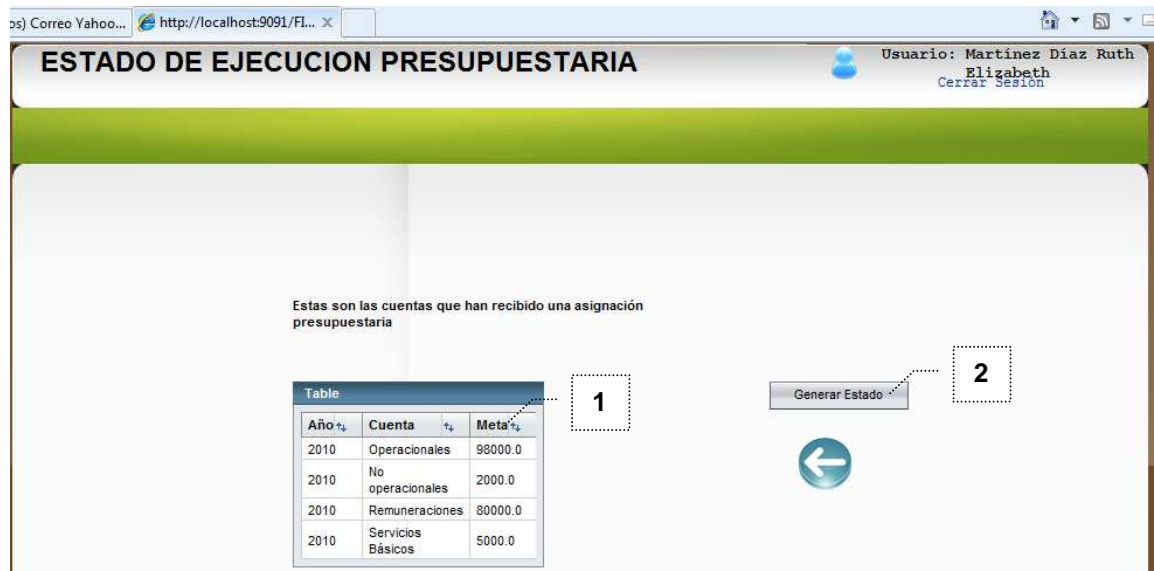 os) Correo Yahoo...
http://localhost:9091/FI...
ESTADO DE EJECUCION PRESUPUESTARIA
Usuario: Martínez Díaz Ruth
Elizabeth
Cerrar Sesión
Estas son las cuentas que han recibido una asignación
presupuestaria
Table
Año Cuenta Meta
2010 Operacionales 98000.0
2010 No
operacionales 2000.0
2010 Remuneraciones 80000.0
2010 Servicios
Básicos 5000.0
1
Generar Estado
2